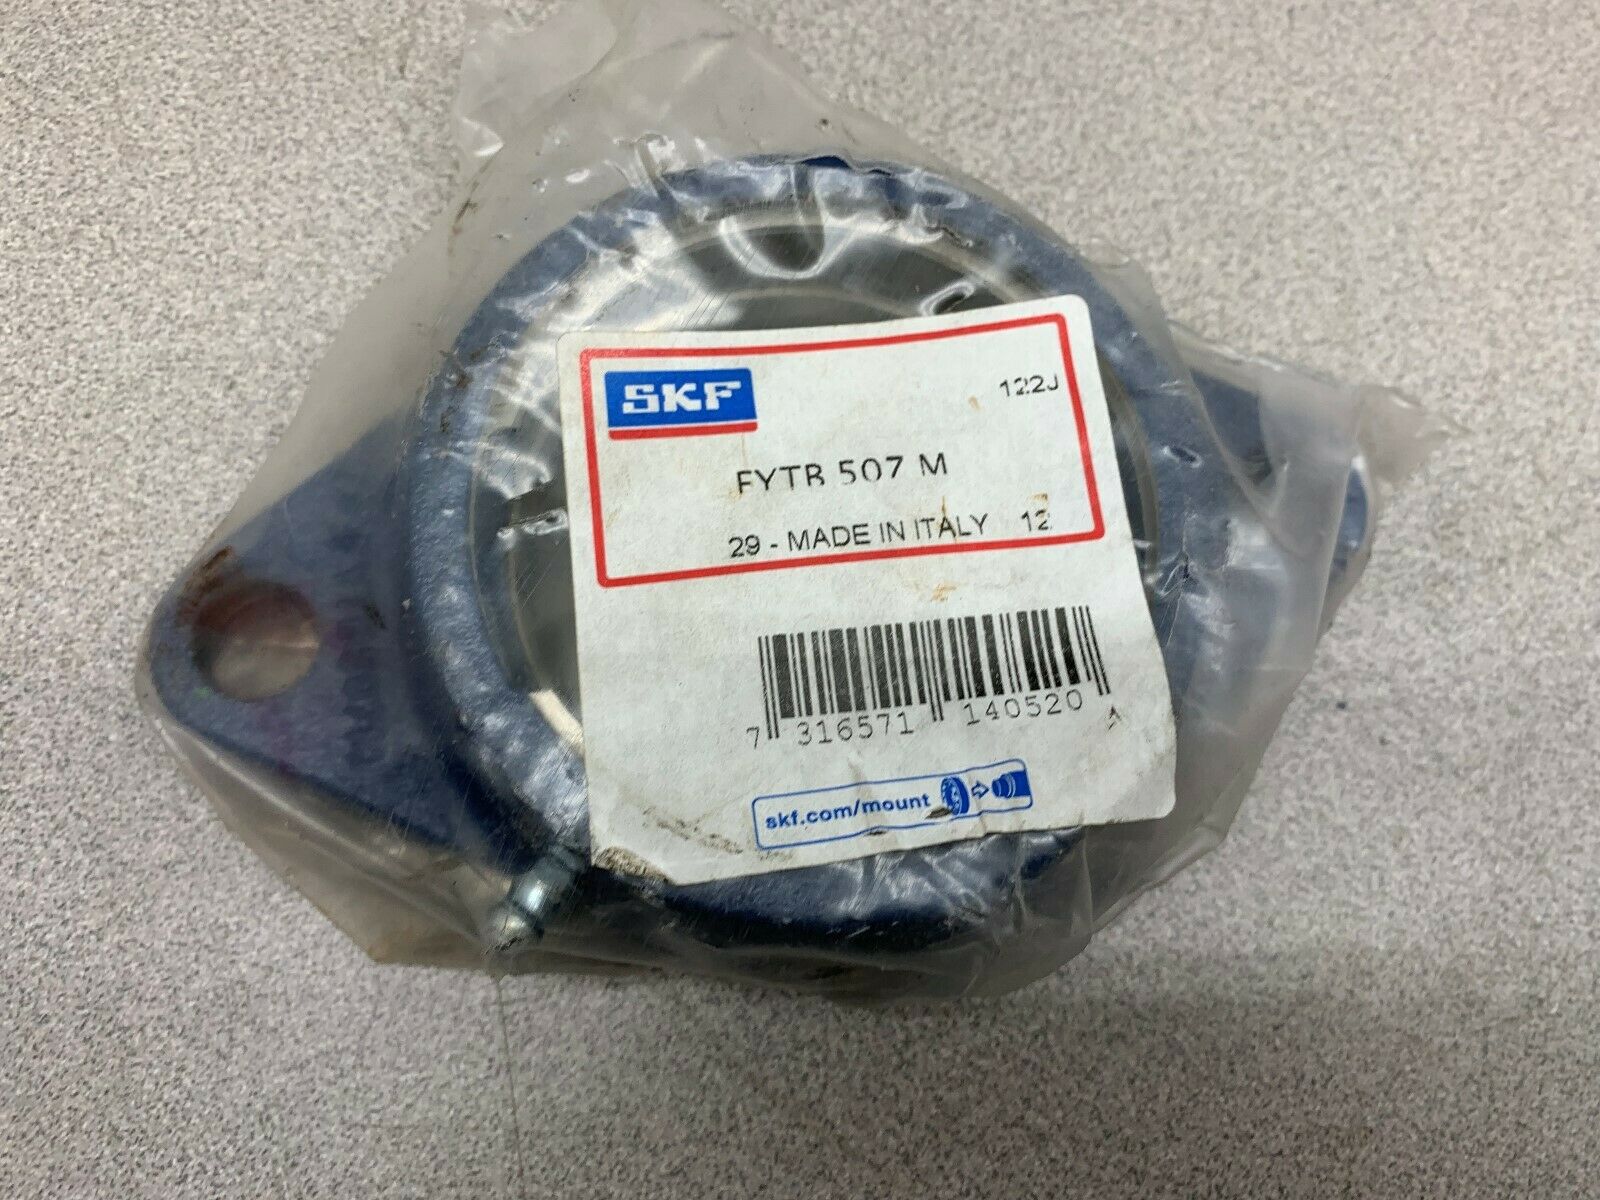 SKF
122J
FYTB 507 M
29 - MADE IN ITALY 12
7 316571 140520
skf.com/mount